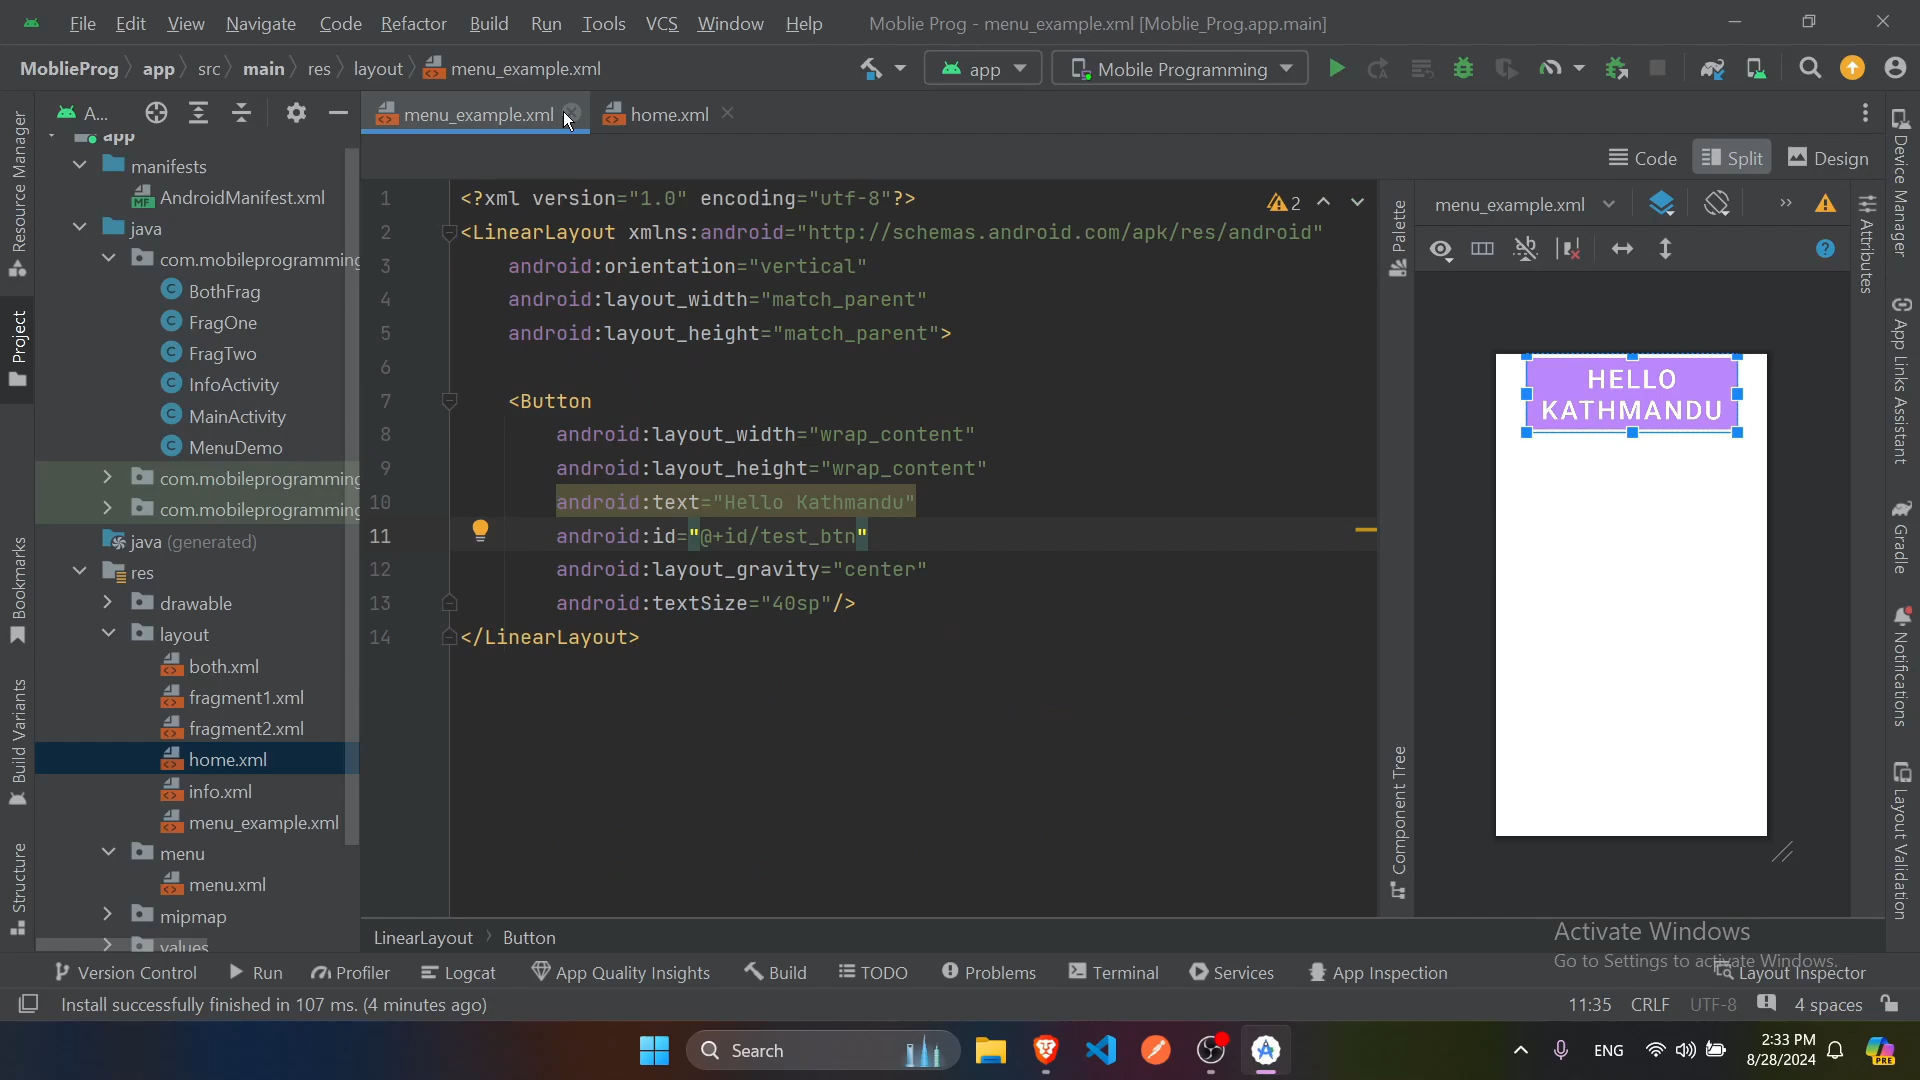 File Edit View Navigate Code Refactor Build Run Tools VCS Window Help Moblie Prog - menu_example.xml [Moblie_Prog.app.main]
MoblieProg app src main res layout menu_example.xml app Mobile Programming
A... menu_example.xml home.xml
Code Split Design
app
manifests
AndroidManifest.xml
java
com.mobileprogramming
BothFrag
FragOne
FragTwo
InfoActivity
MainActivity
MenuDemo
com.mobileprogramming
com.mobileprogramming
java (generated)
res
drawable
layout
both.xml
fragment1.xml
fragment2.xml
home.xml
info.xml
menu_example.xml
menu
menu.xml
mipmap
values
Resource Manager
Project
Bookmarks
Build Variants
Structure
1 <?xml version="1.0" encoding="utf-8"?>
2 <LinearLayout xmlns:android="http://schemas.android.com/apk/res/android"
3 android:orientation="vertical"
4 android:layout_width="match_parent"
5 android:layout_height="match_parent">
6
7 <Button
8 android:layout_width="wrap_content"
9 android:layout_height="wrap_content"
10 android:text="Hello Kathmandu"
11 android:id="@+id/test_btn"
12 android:layout_gravity="center"
13 android:textSize="40sp"/>
14 </LinearLayout>
2
Palette
Component Tree
menu_example.xml
HELLO
KATHMANDU
Attributes
Device Manager
App Links Assistant
Gradle
Notifications
Layout Validation
LinearLayout Button
Activate Windows
Go to Settings to activate Windows.
Version Control Run Profiler Logcat App Quality Insights Build TODO Problems Terminal Services App Inspection Layout Inspector
Install successfully finished in 107 ms. (4 minutes ago) 11:35 CRLF UTF-8 4 spaces
Search ENG 2:33 PM
8/28/2024
PRE